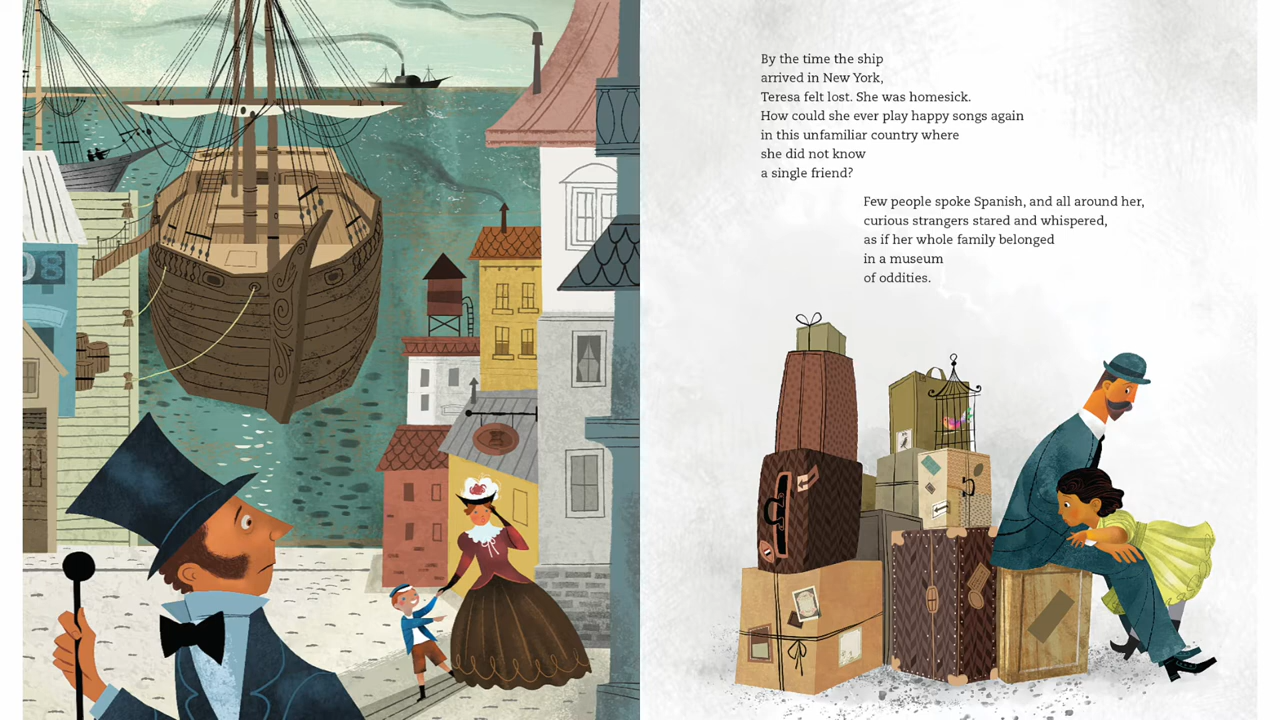 08
By the time the ship
arrived in New York,
Teresa felt lost. She was homesick.
How could she ever play happy songs again
in this unfamiliar country where
she did not know
a single friend?
Few people spoke Spanish, and all around her,
curious strangers stared and whispered,
as if her whole family belonged
in a museum
of oddities.